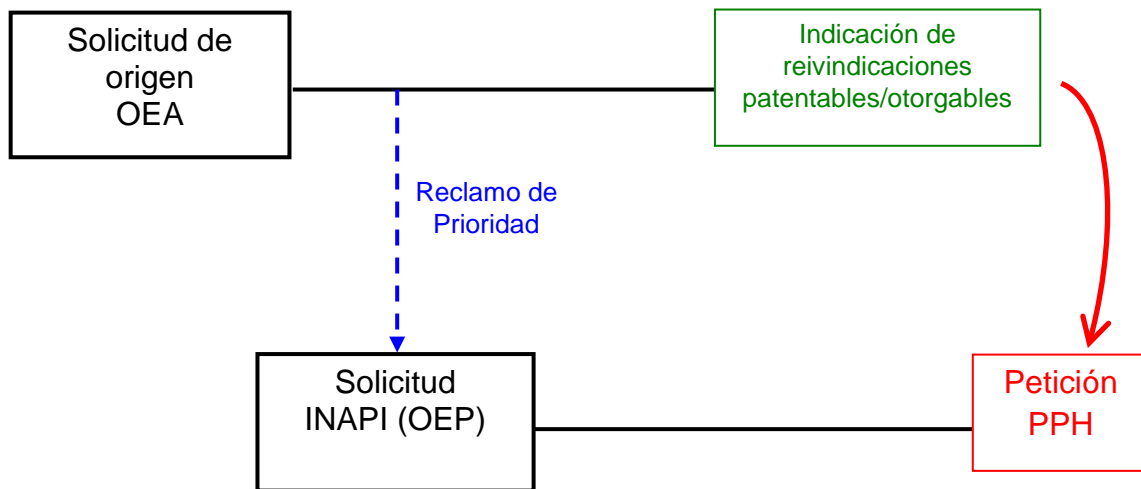 Solicitud de
origen
OEA
Indicación de
reivindicaciones
patentables/otorgables
Reclamo de
Prioridad
Solicitud
INAPI (OEP)
Petición
PPH